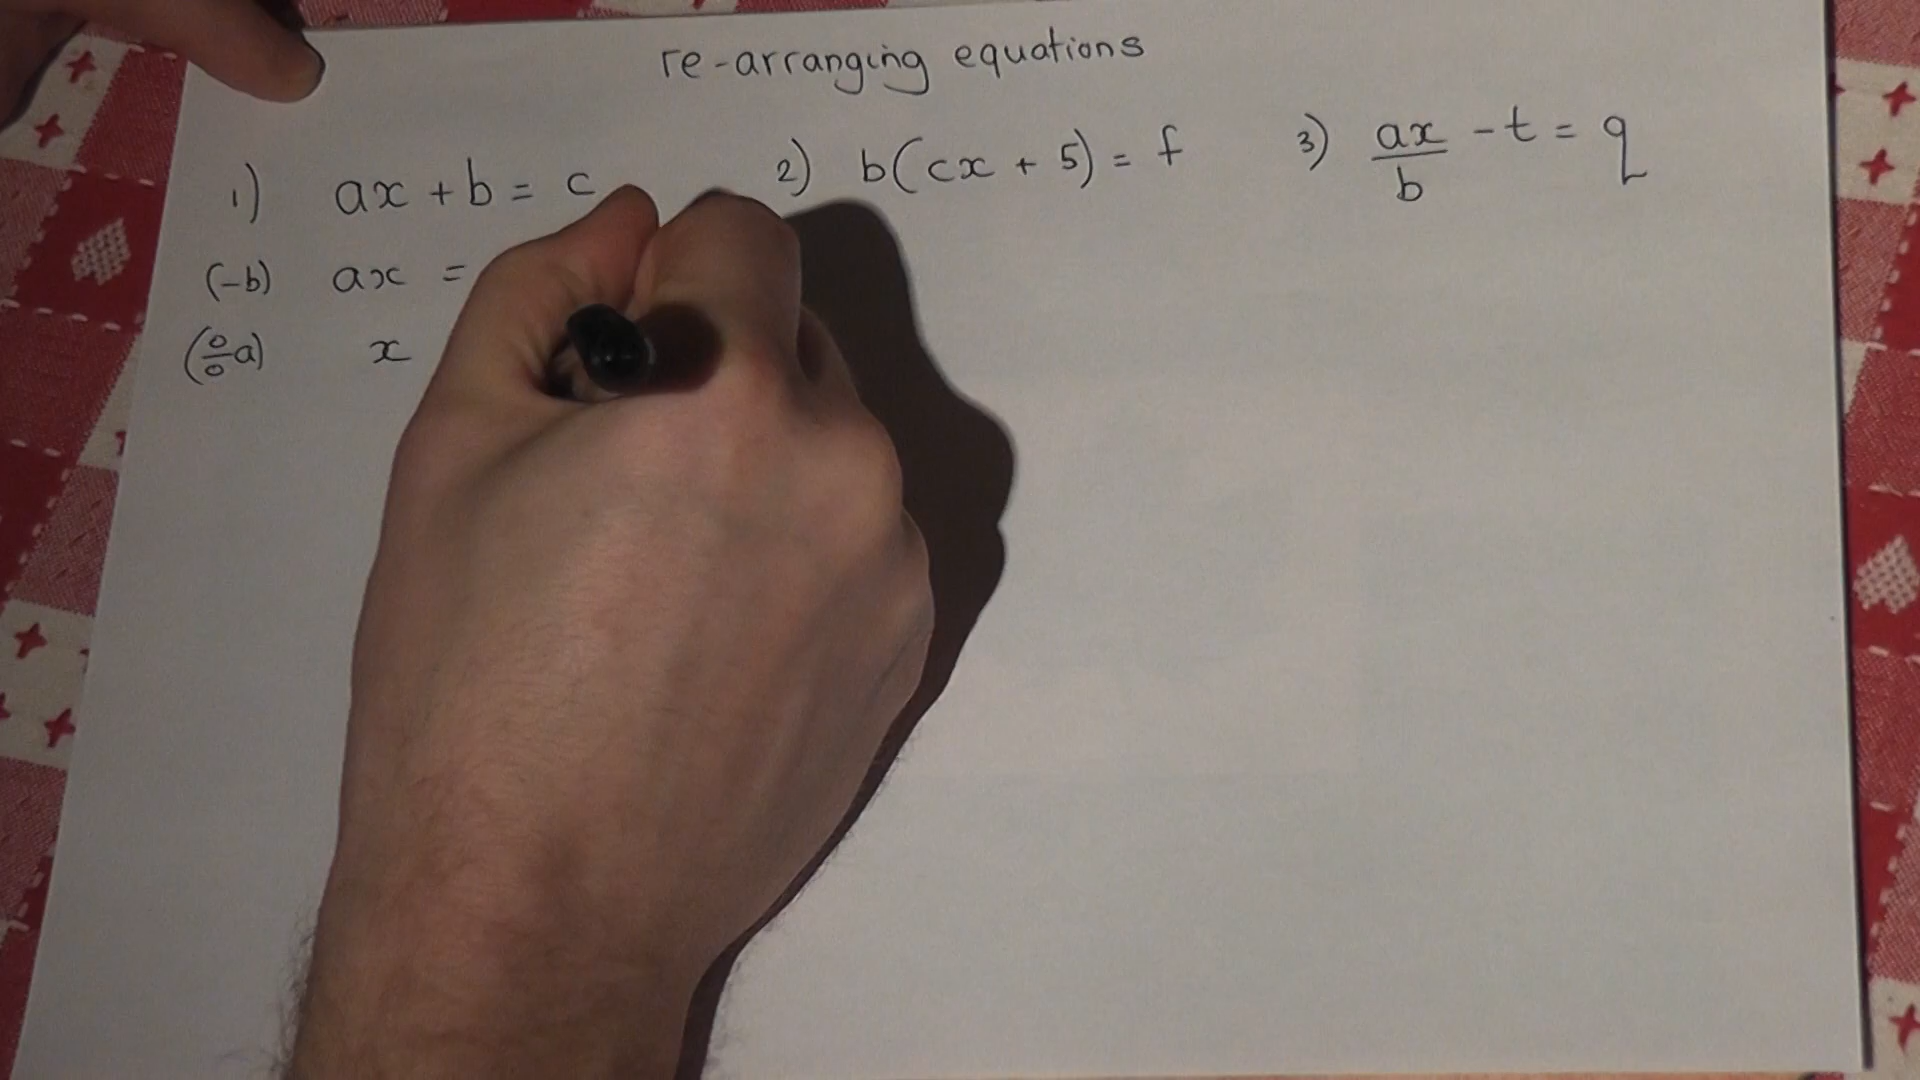 re-arranging equations
1) ax + b = c
(-b) ax =
(÷a) x
2) b(cx + 5) = f
3) ax/b - t = q